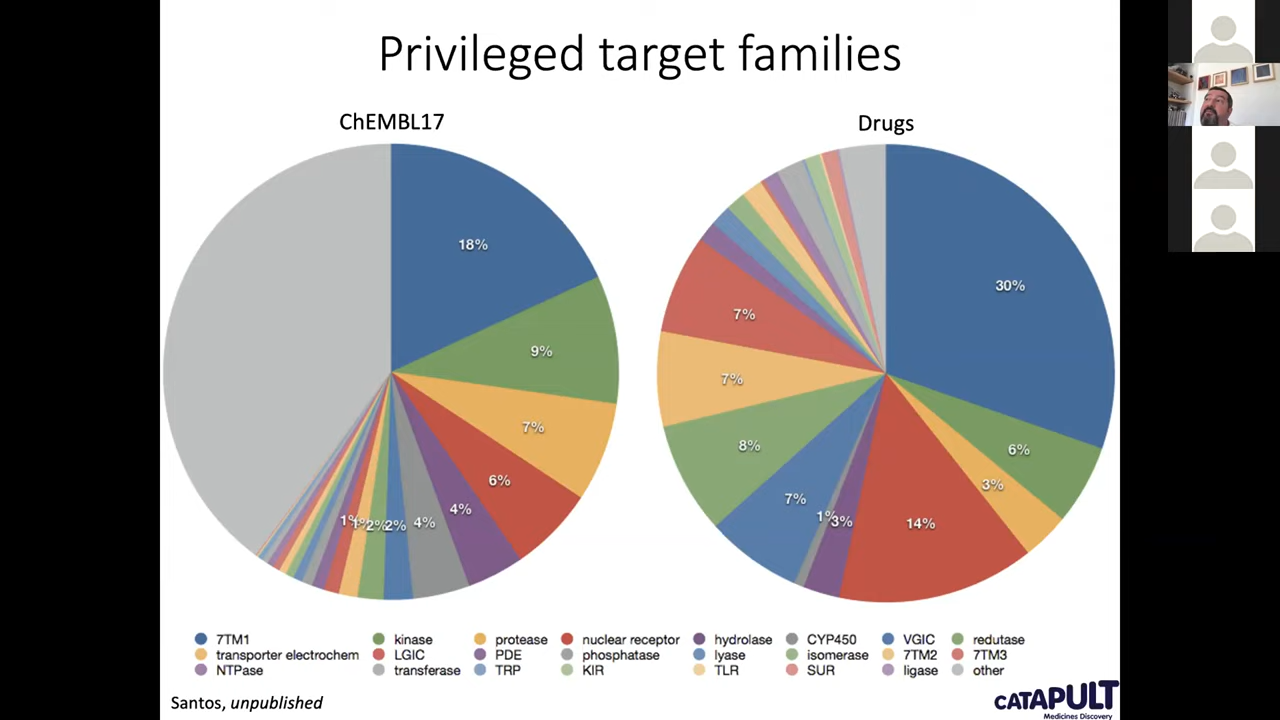 Privileged target families
ChEMBL17
Drugs
18%
9%
7%
6%
4%
4%
2%
2%
1%
1%
30%
6%
3%
14%
3%
1%
7%
8%
7%
7%
7TM1 kinase protease nuclear receptor hydrolase CYP450 VGIC redutase
transporter electrochem LGIC PDE phosphatase lyase isomerase 7TM2 7TM3
NTPase transferase TRP KIR TLR SUR ligase other
Santos, unpublished
CATAPULT
Medicines Discovery